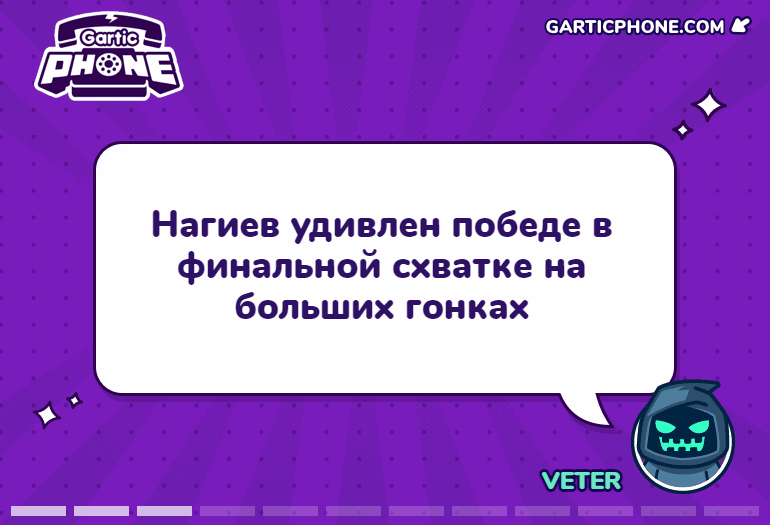 Gartic
PHONE
GARTICPHONE.COM
Нагиев удивлен победе в
финальной схватке на
больших гонках
VETER